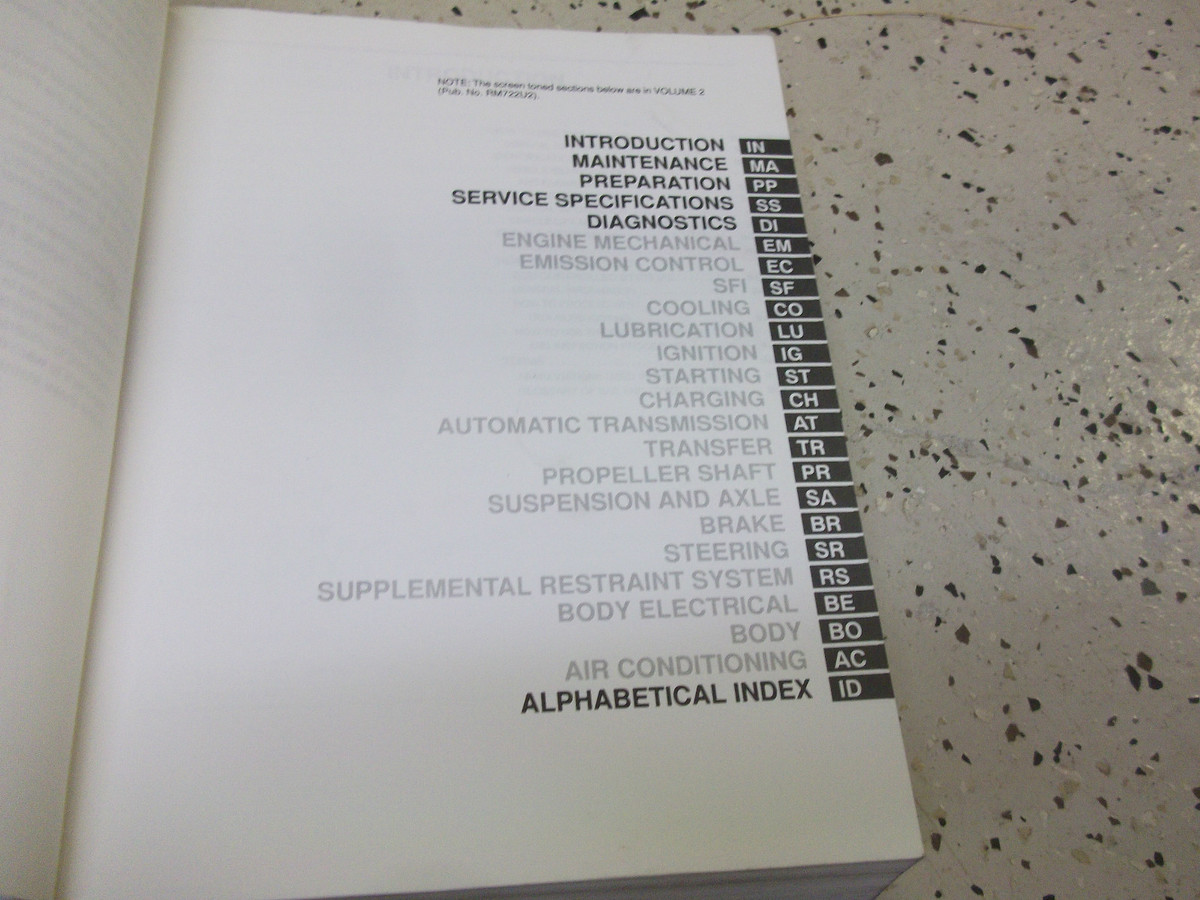 NOTE: The screen toned sections below are in VOLUME 2
(Pub. No. RM722U2).
INTRODUCTION IN
MAINTENANCE MA
PREPARATION PP
SERVICE SPECIFICATIONS SS
DIAGNOSTICS DI
ENGINE MECHANICAL EM
EMISSION CONTROL EC
SFI SF
COOLING CO
LUBRICATION LU
IGNITION IG
STARTING ST
CHARGING CH
AUTOMATIC TRANSMISSION AT
TRANSFER TR
PROPELLER SHAFT PR
SUSPENSION AND AXLE SA
BRAKE BR
STEERING SR
SUPPLEMENTAL RESTRAINT SYSTEM RS
BODY ELECTRICAL BE
BODY BO
AIR CONDITIONING AC
ALPHABETICAL INDEX ID